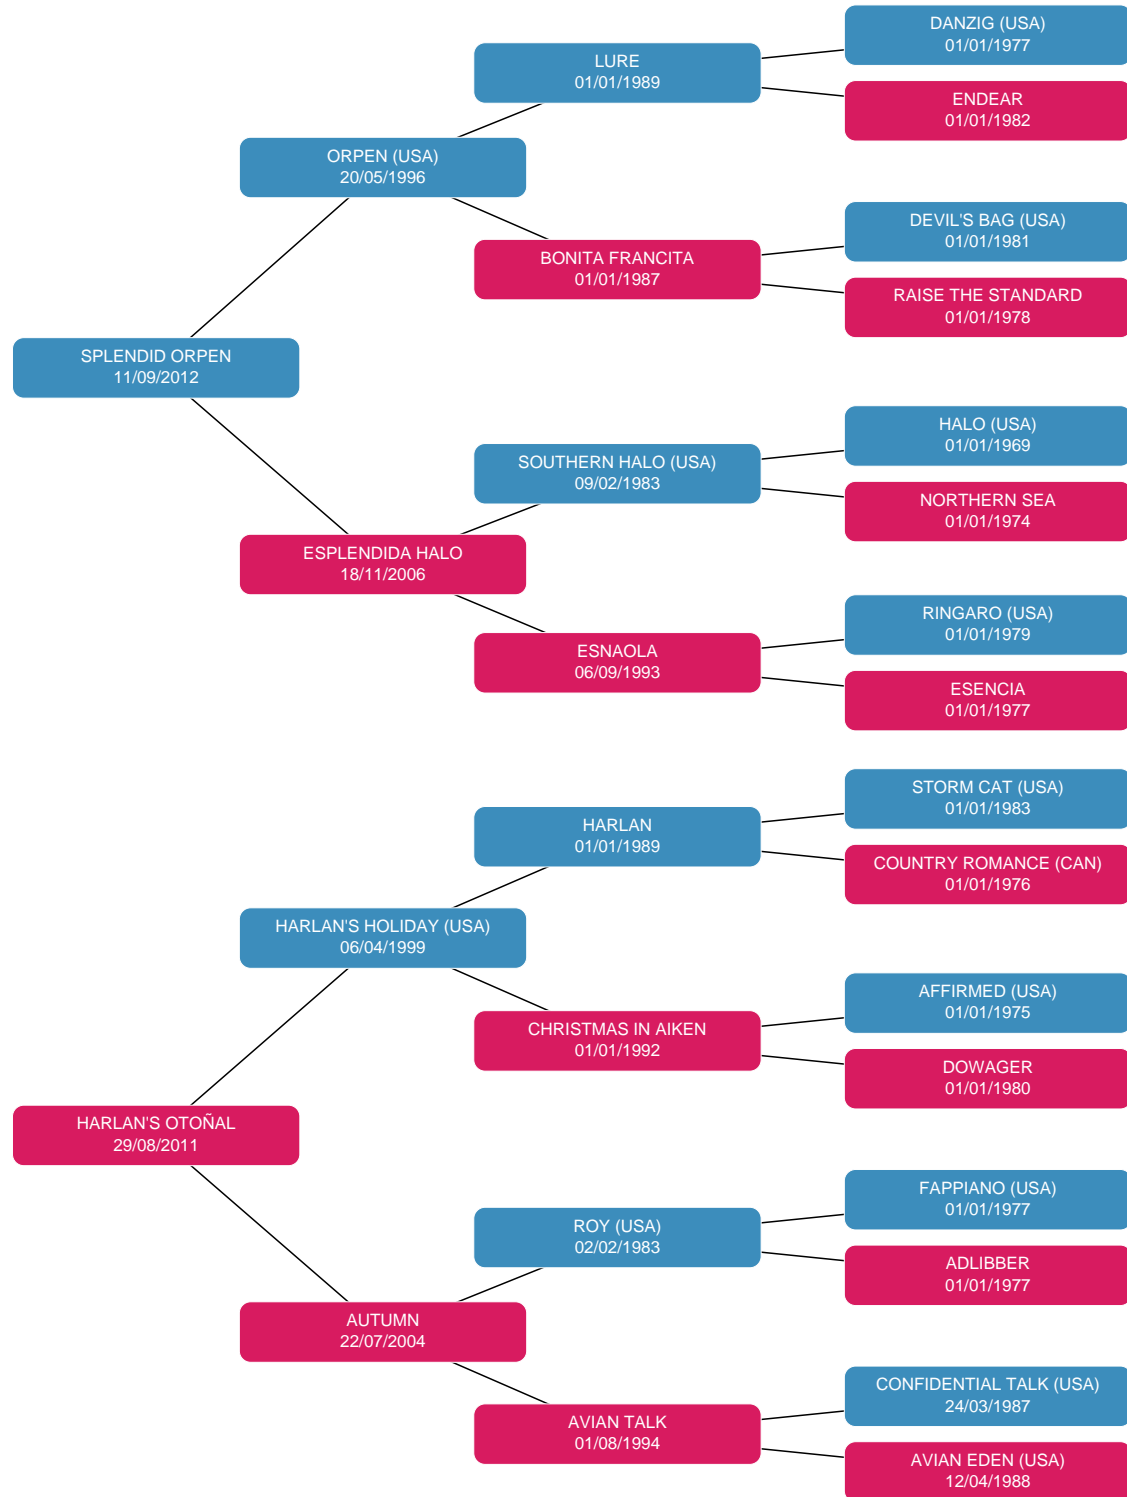 DANZIG (USA)
01/01/1977
LURE
01/01/1989
ENDEAR
01/01/1982
ORPEN (USA)
20/05/1996
DEVIL'S BAG (USA)
01/01/1981
BONITA FRANCITA
01/01/1987
RAISE THE STANDARD
01/01/1978
SPLENDID ORPEN
11/09/2012
HALO (USA)
01/01/1969
SOUTHERN HALO (USA)
09/02/1983
NORTHERN SEA
01/01/1974
ESPLENDIDA HALO
18/11/2006
RINGARO (USA)
01/01/1979
ESNAOLA
06/09/1993
ESENCIA
01/01/1977
STORM CAT (USA)
01/01/1983
HARLAN
01/01/1989
COUNTRY ROMANCE (CAN)
01/01/1976
HARLAN'S HOLIDAY (USA)
06/04/1999
AFFIRMED (USA)
01/01/1975
CHRISTMAS IN AIKEN
01/01/1992
DOWAGER
01/01/1980
HARLAN'S OTOÑAL
29/08/2011
FAPPIANO (USA)
01/01/1977
ROY (USA)
02/02/1983
ADLIBBER
01/01/1977
AUTUMN
22/07/2004
CONFIDENTIAL TALK (USA)
24/03/1987
AVIAN TALK
01/08/1994
AVIAN EDEN (USA)
12/04/1988